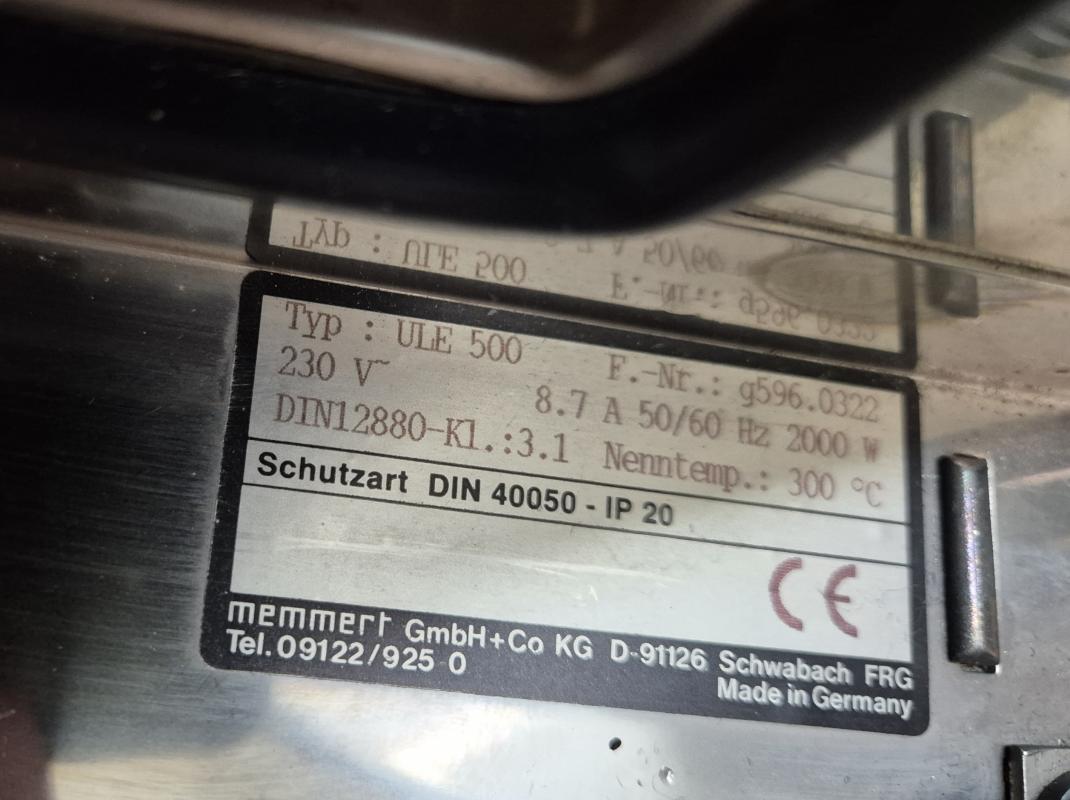 Typ : ULE 500 F.-Nr.: g596.0322
230 V~ 8.7 A 50/60 Hz 2000 W
DIN12880-Kl.:3.1 Nenntemp.: 300 °C
Schutzart DIN 40050 - IP 20
CE
memmert GmbH+Co KG D-91126 Schwabach FRG
Tel. 09122/925 0 Made in Germany